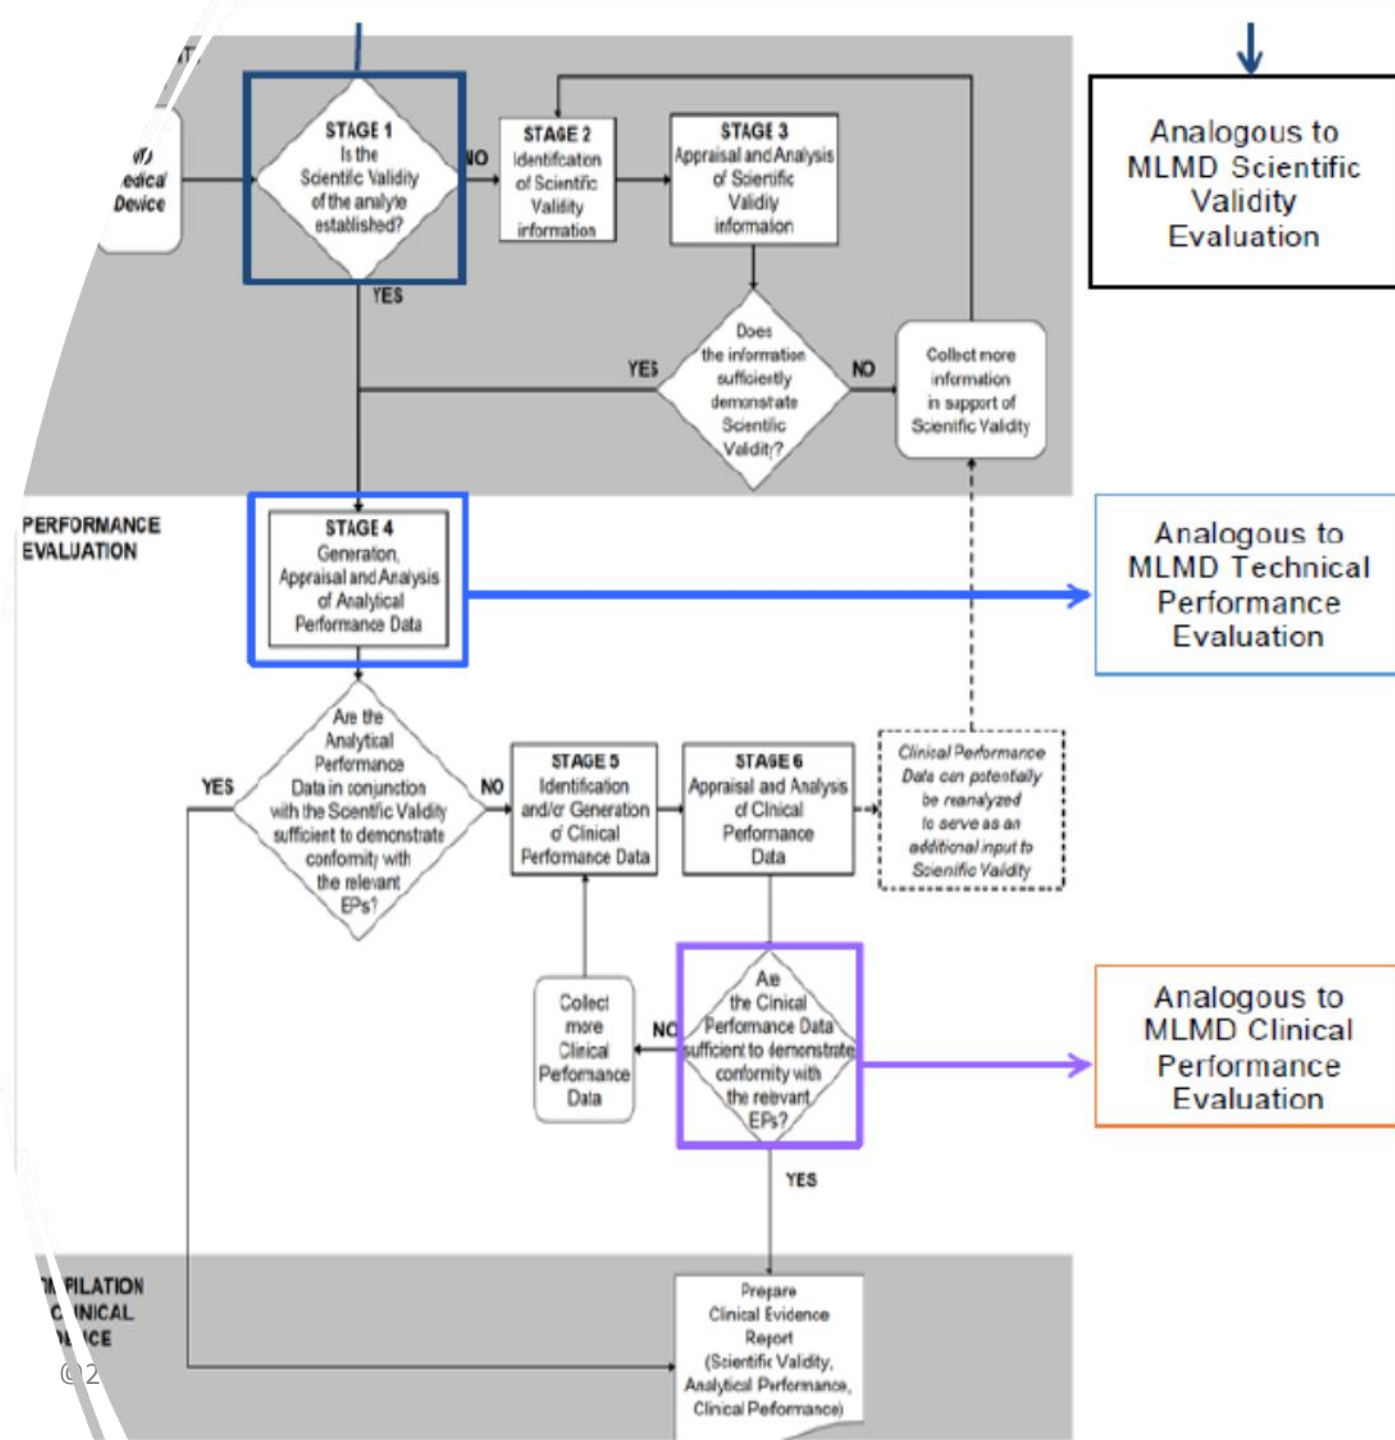 STAGE 1
Is the
Scientific Validity
of the analyte
established?
NO
YES
STAGE 2
Identification
of Scientific
Validity
information
STAGE 3
Appraisal and Analysis
of Scientific
Validity
information
Analogous to
MLMD Scientific
Validity
Evaluation
edical
Device
Does
the information
sufficiently
demonstrate
Scientific
Validity?
YES
NO
Collect more
information
in support of
Scientific Validity
PERFORMANCE
EVALUATION
STAGE 4
Generation,
Appraisal and Analysis
of Analytical
Performance Data
Analogous to
MLMD Technical
Performance
Evaluation
Are the
Analytical
Performance
Data in conjunction
with the Scientific Validity
sufficient to demonstrate
conformity with
the relevant
EPs?
YES
NO
STAGE 5
Identification
and/or Generation
of Clinical
Performance Data
STAGE 6
Appraisal and Analysis
of Clinical
Performance
Data
Clinical Performance
Data can potentially
be reanalyzed
to serve as an
additional input to
Scientific Validity
Collect
more
Clinical
Performance
Data
NO
Are
the Clinical
Performance Data
sufficient to demonstrate
conformity with
the relevant
EPs?
YES
Analogous to
MLMD Clinical
Performance
Evaluation
PILATION
INICAL
Prepare
Clinical Evidence
Report
(Scientific Validity,
Analytical Performance,
Clinical Performance)
©2